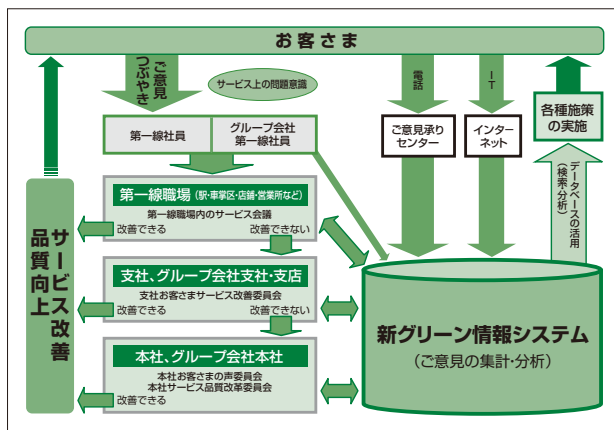 お客さま
ご意見
つぶやき
サービス上の問題意識
電話
IT
各種施策
の実施
第一線社員
グループ会社
第一線社員
ご意見承り
センター
インター
ネット
データベースの活用
(検索・分析)
第一線職場(駅・車掌区・店舗・営業所など)
第一線職場内のサービス会議
改善できる 改善できない
サービス改善
品質向上
支社、グループ会社支社・支店
支社お客さまサービス改善委員会
改善できる 改善できない
新グリーン情報システム
(ご意見の集計・分析)
本社、グループ会社本社
本社お客さまの声委員会
本社サービス品質改革委員会
改善できる